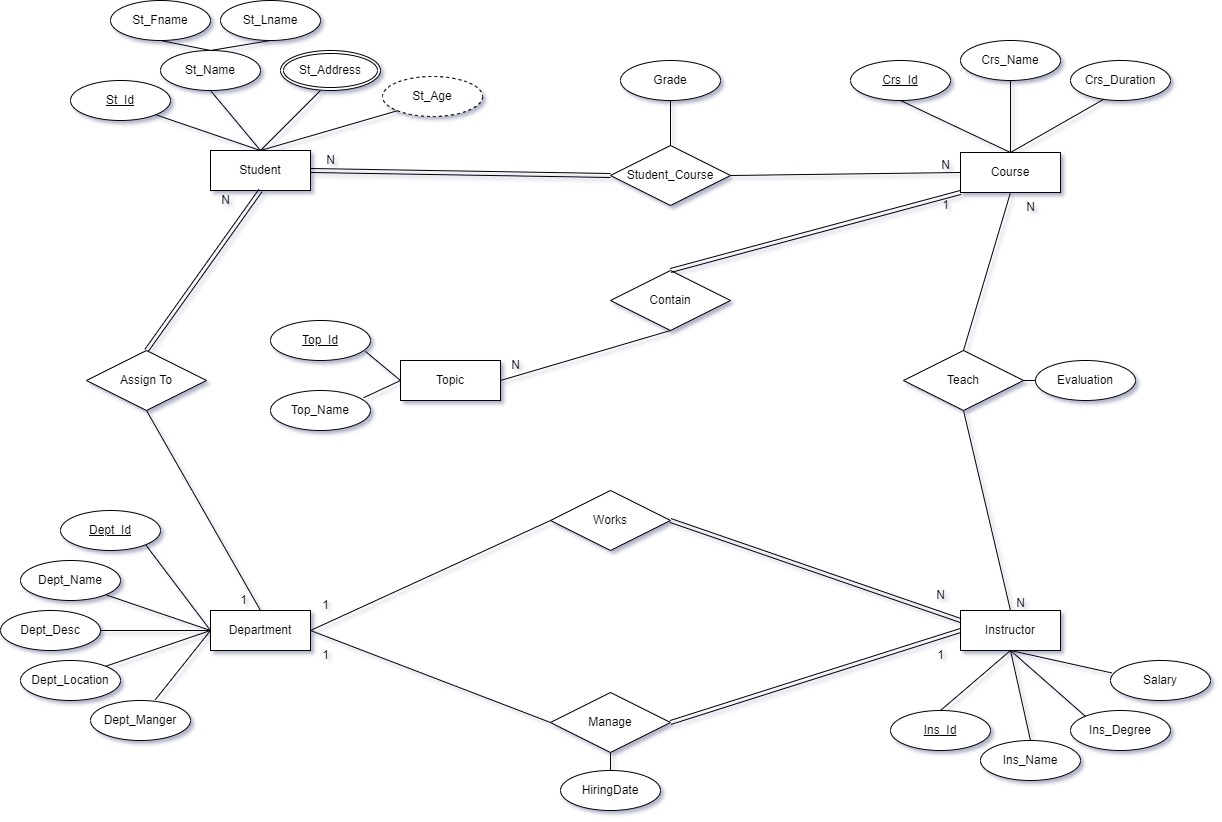 St_Fname
St_Lname
St_Name
St_Address
St_Id
St_Age
Grade
Crs_Id
Crs_Name
Crs_Duration
Student
N
Student_Course
N
Course
N
1
N
Contain
Top_Id
Top_Name
Topic
N
Assign To
Teach
Evaluation
Dept_Id
Dept_Name
Dept_Desc
Dept_Location
Dept_Manger
1
Department
1
1
Works
N
N
Instructor
1
Manage
HiringDate
Ins_Id
Ins_Name
Ins_Degree
Salary